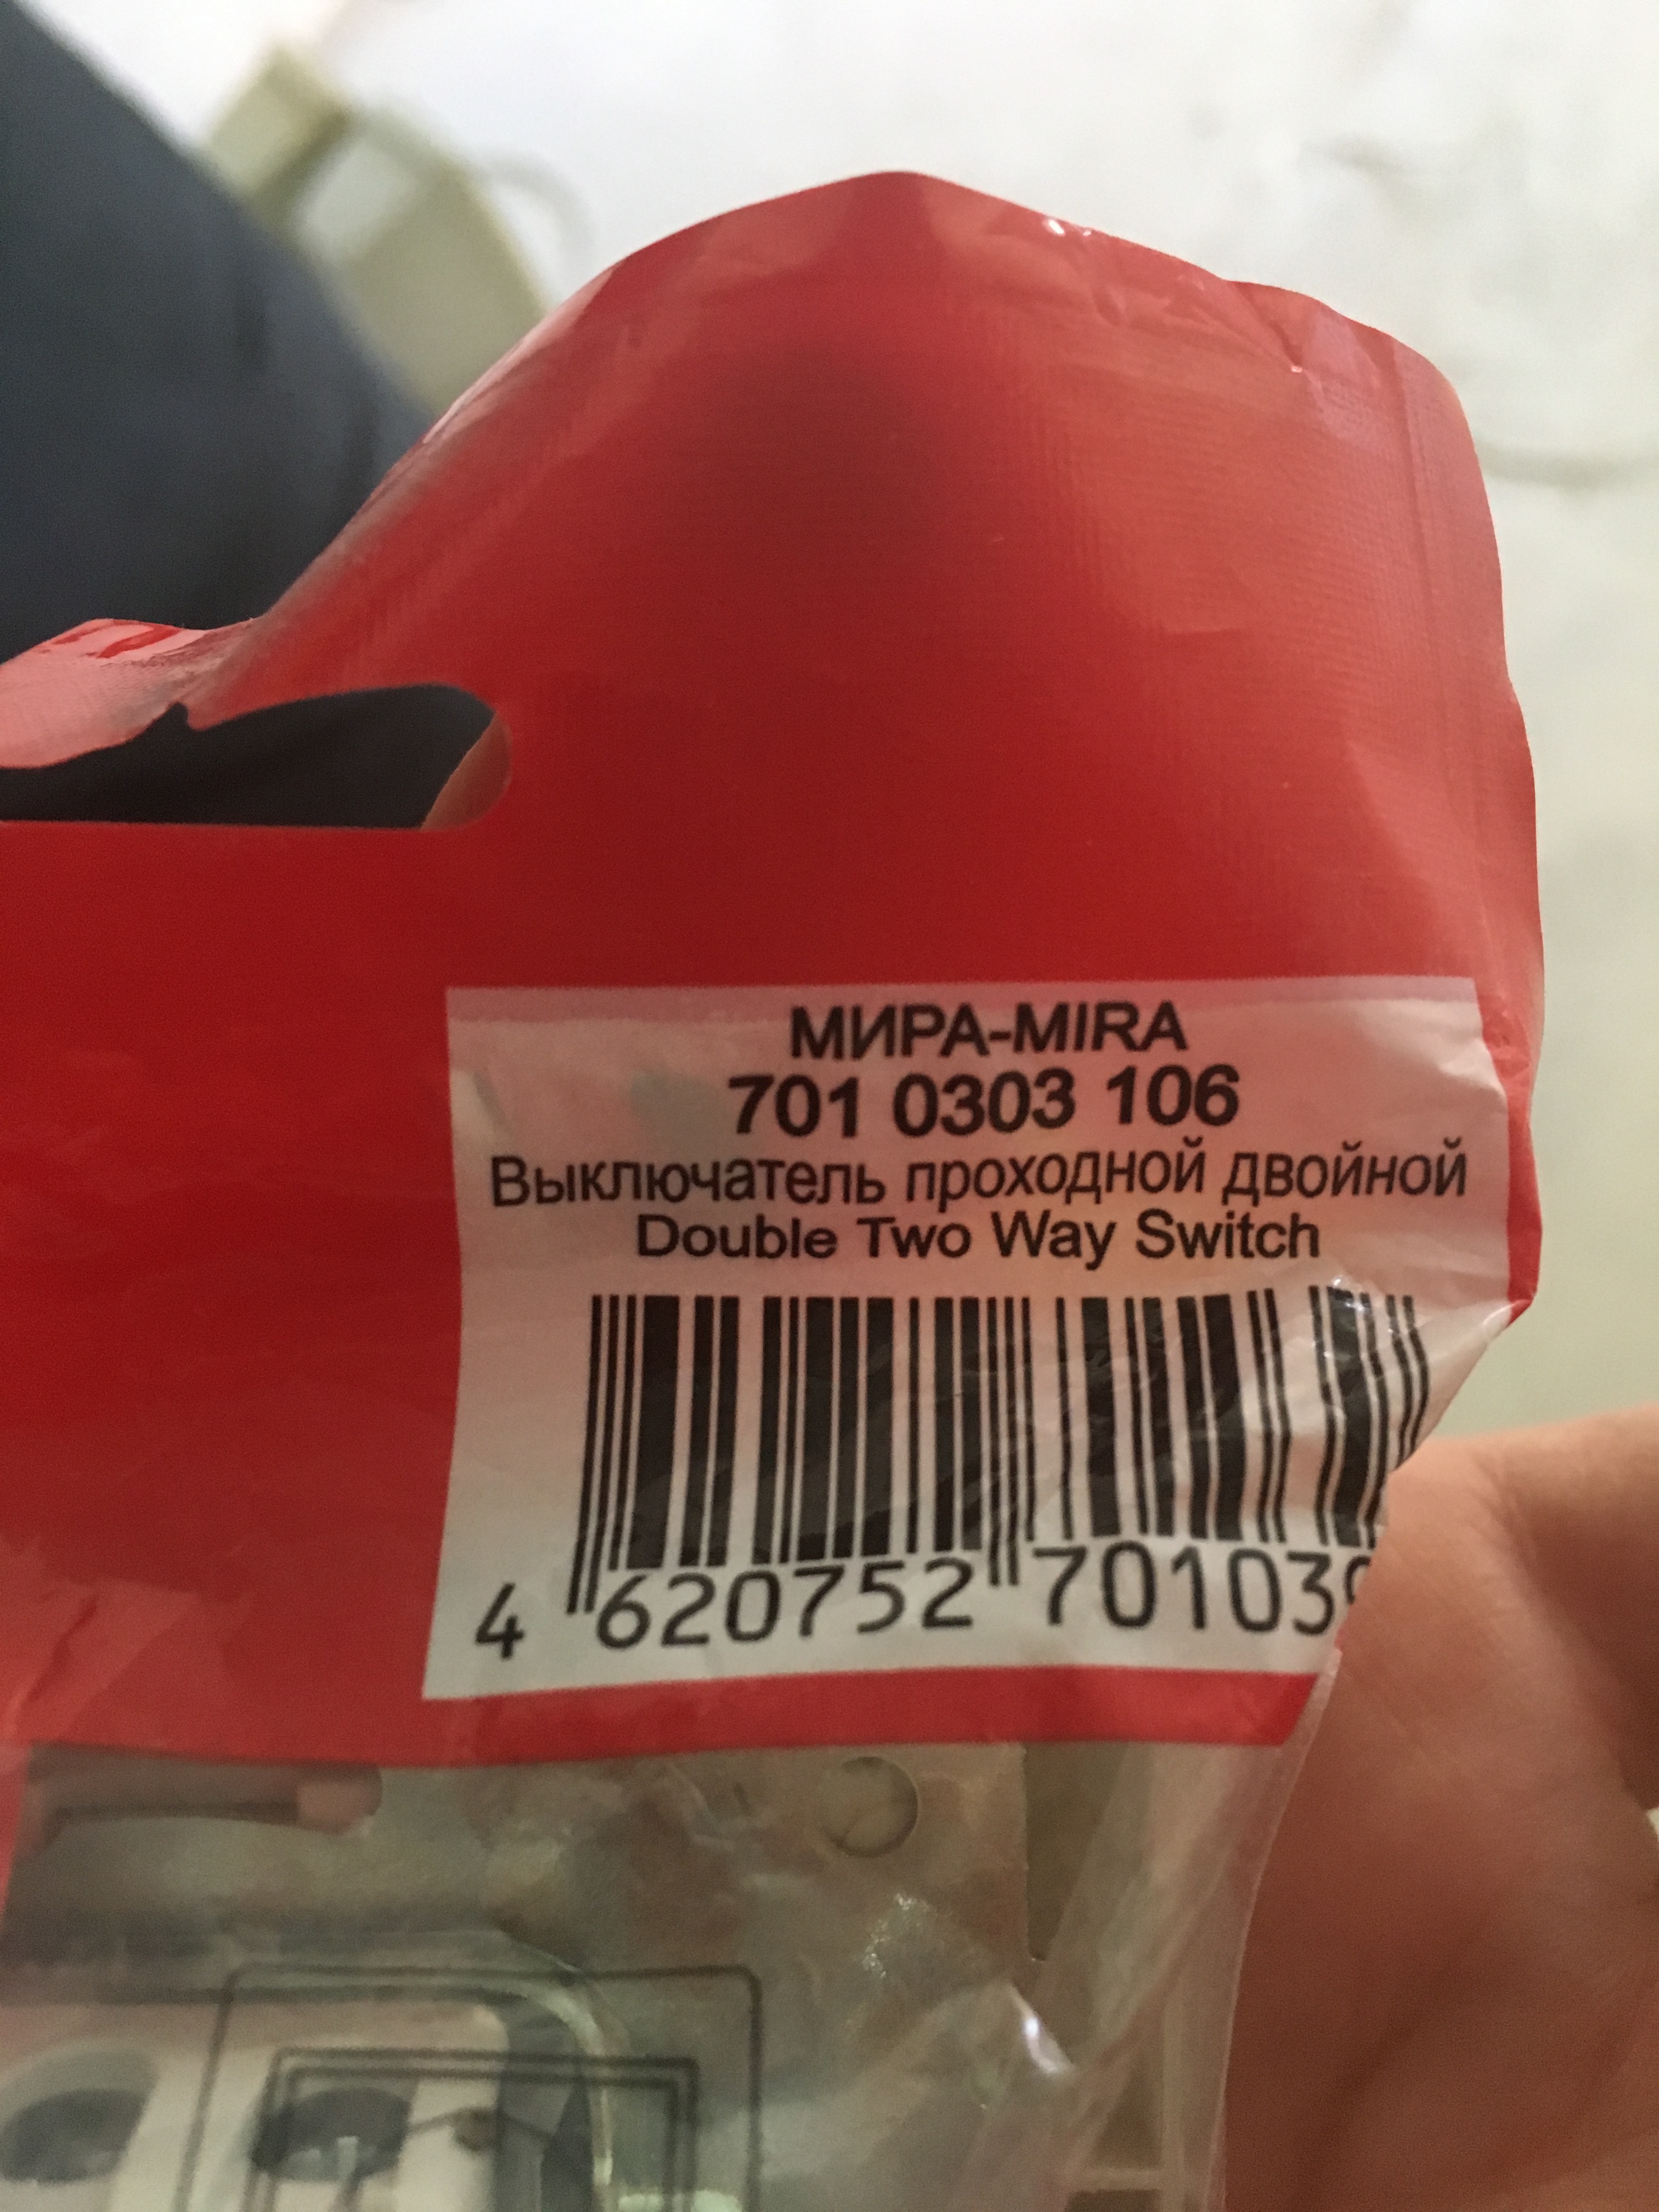 МИРА-MIRA
701 0303 106
Выключатель проходной двойной
Double Two Way Switch
4 620752 70103